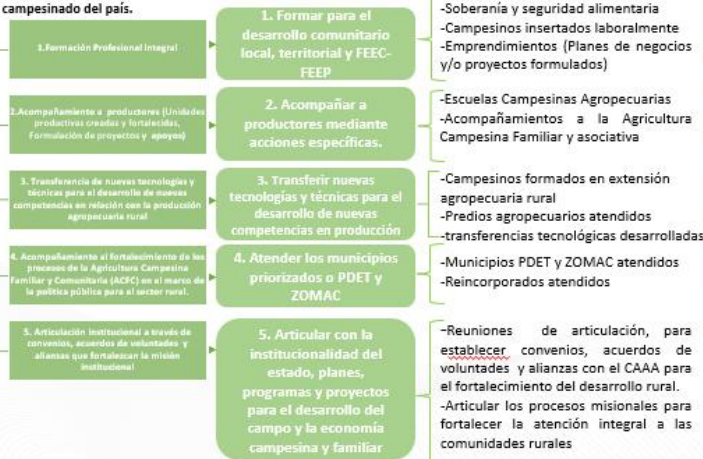 campesinado del país.
1.Formación Profesional Integral
1. Formar para el
desarrollo comunitario
local, territorial y FEEC-
FEEP
-Soberanía y seguridad alimentaria
-Campesinos insertados laboralmente
-Emprendimientos (Planes de negocios
y/o proyectos formulados)
2.Acompañamiento a productores (Unidades
productivas creadas y fortalecidas,
Formulación de proyectos y apoyos)
2. Acompañar a
productores mediante
acciones específicas.
-Escuelas Campesinas Agropecuarias
-Acompañamientos a la Agricultura
Campesina Familiar y asociativa
3. Transferencia de nuevas tecnologías y
técnicas para el desarrollo de nuevas
competencias en relación con la producción
agropecuaria rural
3. Transferir nuevas
tecnologías y técnicas para el
desarrollo de nuevas
competencias en producción
-Campesinos formados en extensión
agropecuaria rural
-Predios agropecuarios atendidos
-transferencias tecnológicas desarrolladas
4. Acompañamiento al fortalecimiento de los
procesos de la Agricultura Campesina
Familiar y Comunitaria (ACFC) en el marco de
la política pública para el sector rural.
4. Atender los municipios
priorizados o PDET y
ZOMAC
-Municipios PDET y ZOMAC atendidos
-Reincorporados atendidos
5. Articulación institucional a través de
convenios, acuerdos de voluntades y
alianzas que fortalezcan la misión
institucional
5. Articular con la
institucionalidad del
estado, planes,
programas y proyectos
para el desarrollo del
campo y la economía
campesina y familiar
-Reuniones de articulación, para
establecer convenios, acuerdos de
voluntades y alianzas con el CAAA para
el fortalecimiento del desarrollo rural.
-Articular los procesos misionales para
fortalecer la atención integral a las
comunidades rurales